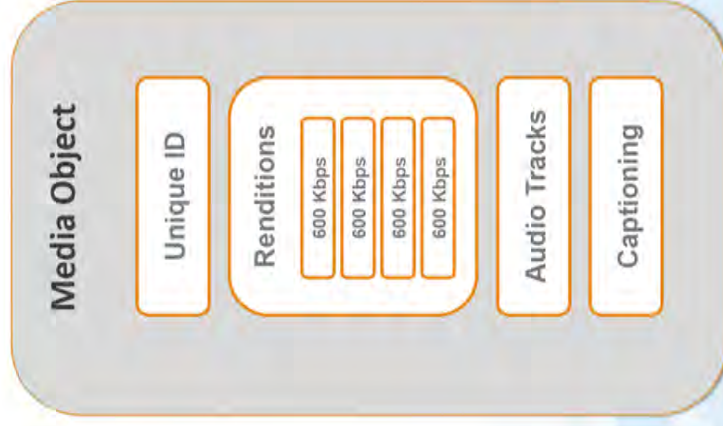 Media Object
Unique ID
Renditions
600 Kbps
600 Kbps
600 Kbps
600 Kbps
Audio Tracks
Captioning